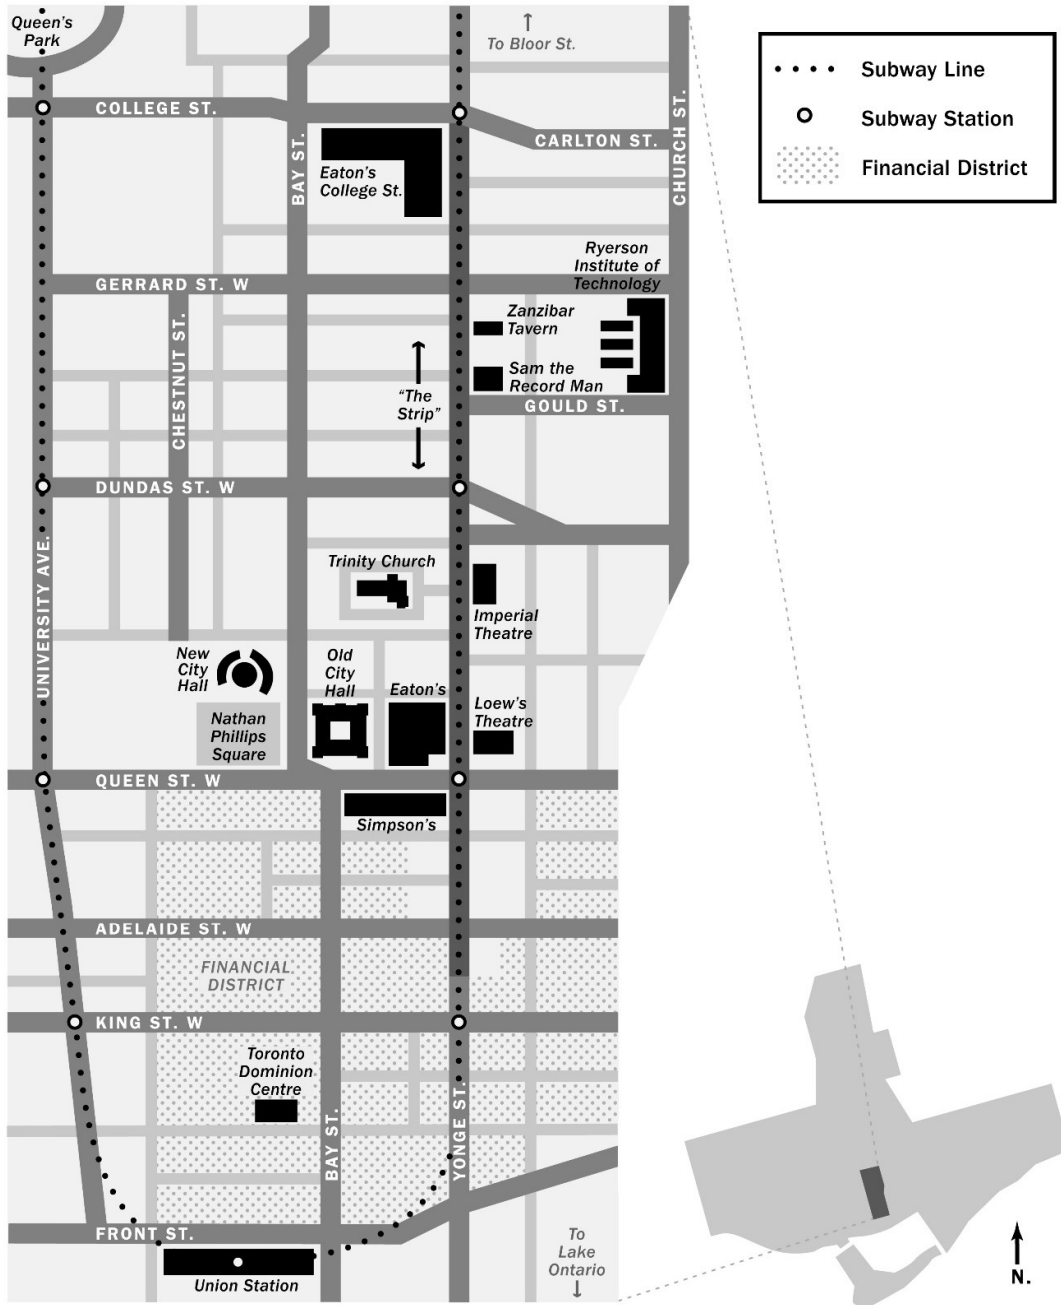 Queen's
Park
↑
To Bloor St.
Subway Line
Subway Station
Financial District
COLLEGE ST.
CARLTON ST.
CHURCH ST.
BAY ST.
Eaton's
College St.
Ryerson
Institute of
Technology
GERRARD ST. W
CHESTNUT ST.
Zanzibar
Tavern
Sam the
Record Man
"The
Strip"
GOULD ST.
DUNDAS ST. W
UNIVERSITY AVE.
Trinity Church
Imperial
Theatre
New
City
Hall
Old
City
Hall
Eaton's
Loew's
Theatre
Nathan
Phillips
Square
QUEEN ST. W
Simpson's
ADELAIDE ST. W
FINANCIAL
DISTRICT
KING ST. W
Toronto
Dominion
Centre
BAY ST.
YONGE ST.
FRONT ST.
Union Station
To
Lake
Ontario
↓
N.